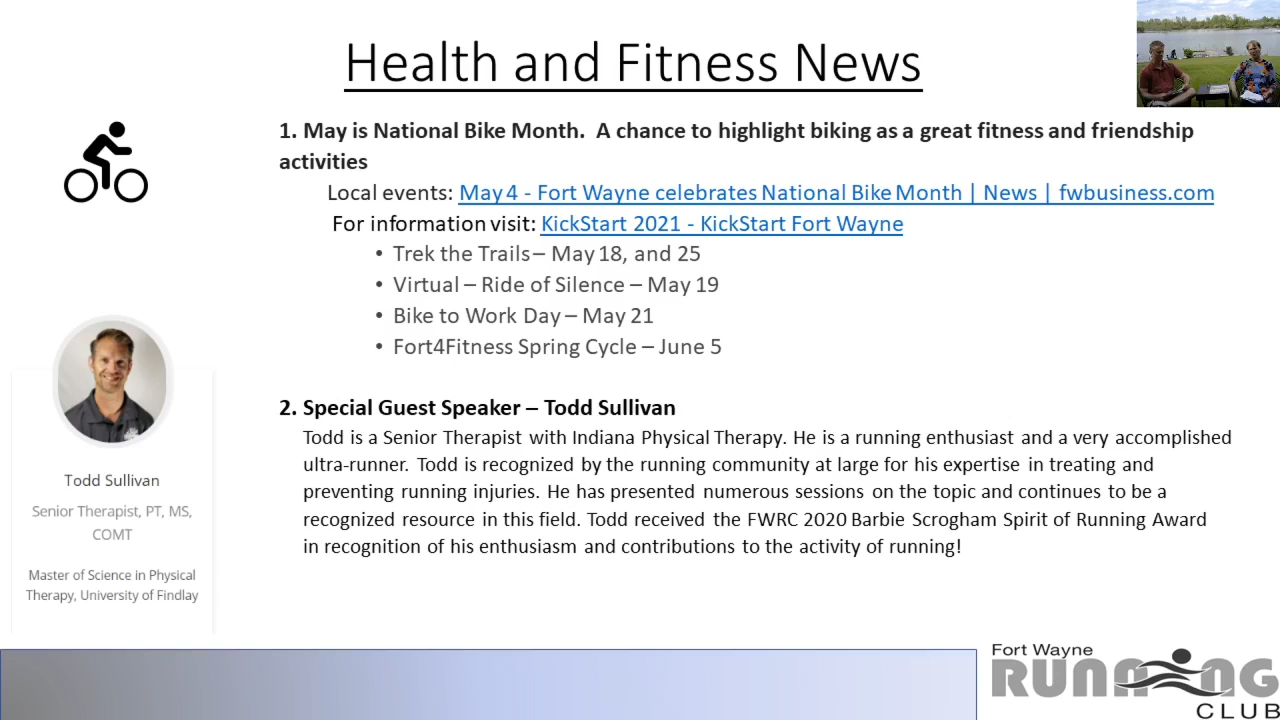 Health and Fitness News
1. May is National Bike Month. A chance to highlight biking as a great fitness and friendship
activities
Local events: May 4 - Fort Wayne celebrates National Bike Month | News | fwbusiness.com
For information visit: KickStart 2021 - KickStart Fort Wayne
• Trek the Trails – May 18, and 25
• Virtual – Ride of Silence – May 19
• Bike to Work Day – May 21
• Fort4Fitness Spring Cycle – June 5
2. Special Guest Speaker – Todd Sullivan
Todd is a Senior Therapist with Indiana Physical Therapy. He is a running enthusiast and a very accomplished
ultra-runner. Todd is recognized by the running community at large for his expertise in treating and
preventing running injuries. He has presented numerous sessions on the topic and continues to be a
recognized resource in this field. Todd received the FWRC 2020 Barbie Scrogham Spirit of Running Award
in recognition of his enthusiasm and contributions to the activity of running!
Todd Sullivan
Senior Therapist, PT, MS,
COMT
Master of Science in Physical
Therapy, University of Findlay
Fort Wayne
RUNNING
CLUB